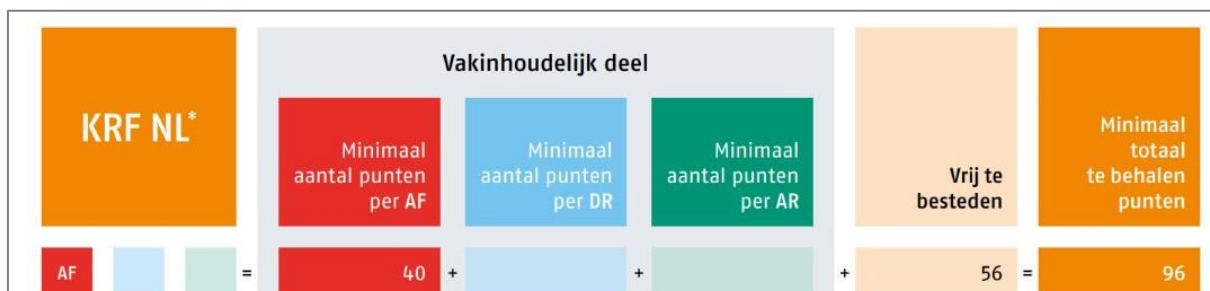 KRF NL*
Vakinhoudelijk deel
Minimaal
aantal punten
per AF
Minimaal
aantal punten
per DR
Minimaal
aantal punten
per AR
Vrij te
besteden
Minimaal
totaal
te behalen
punten
AF = 40 + + + 56 = 96